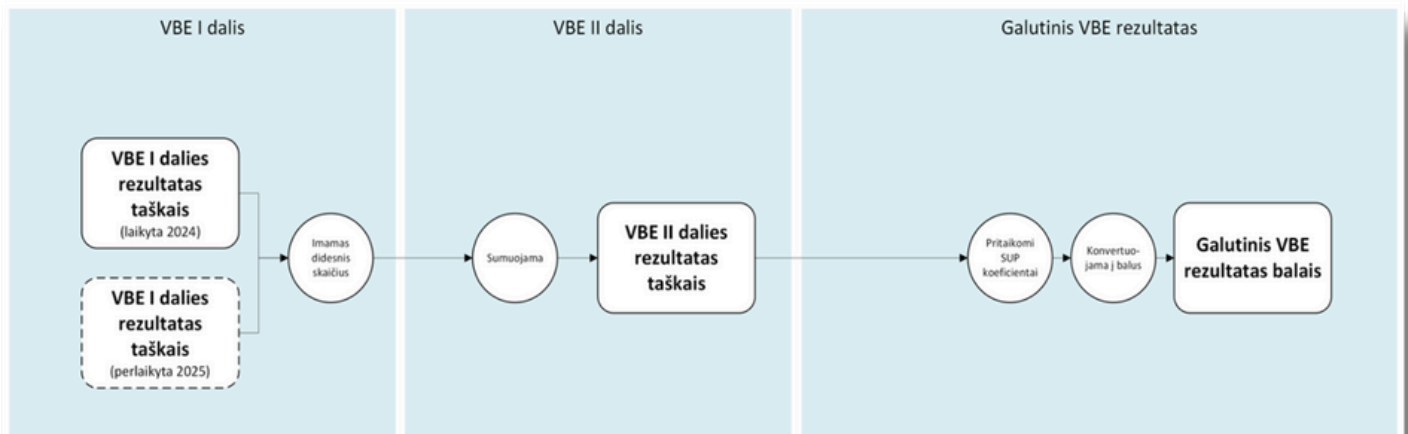 VBE I dalis
VBE I dalies
rezultatas
taškais
(laikyta 2024)
VBE I dalies
rezultatas
taškais
(perlaikyta 2025)
Imamas
didesnis
skaičius
VBE II dalis
Sumuojama
VBE II dalies
rezultatas
taškais
Galutinis VBE rezultatas
Pritaikomi
SUP
koeficientai
Konvertuo-
jama į balus
Galutinis VBE
rezultatas balais